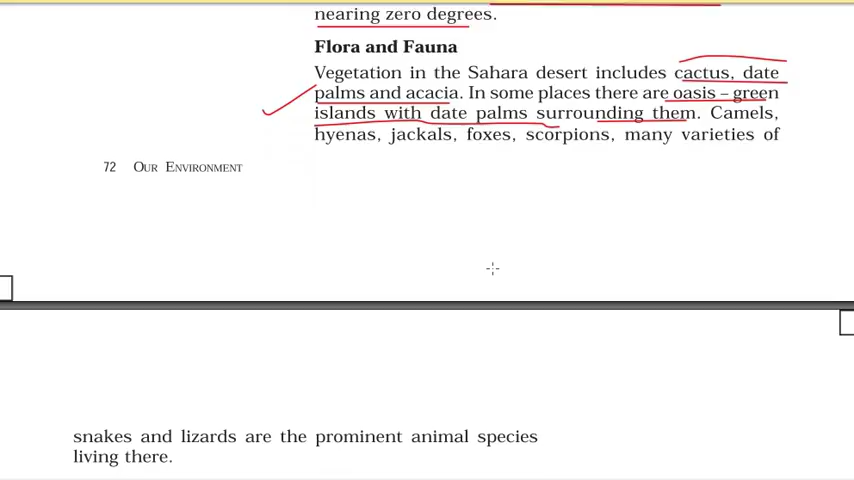 nearing zero degrees.
Flora and Fauna
Vegetation in the Sahara desert includes cactus, date
palms and acacia. In some places there are oasis – green
islands with date palms surrounding them. Camels,
hyenas, jackals, foxes, scorpions, many varieties of
72 OUR ENVIRONMENT
snakes and lizards are the prominent animal species
living there.